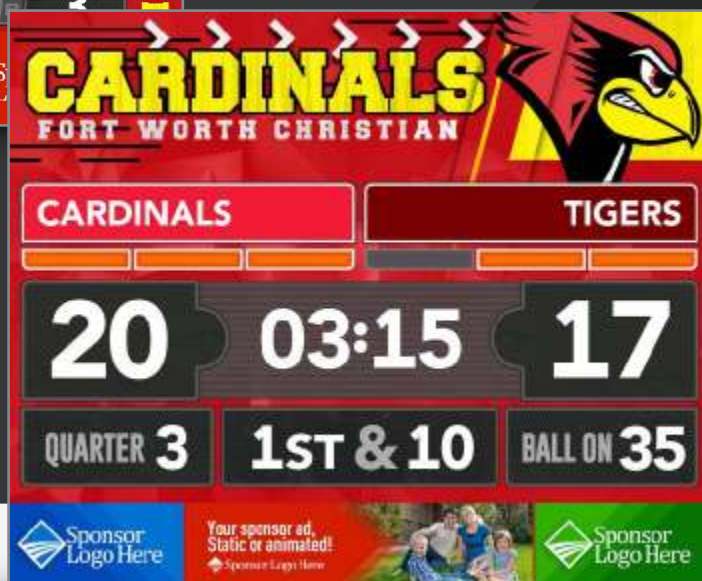 3
CARDINALS
FORT WORTH CHRISTIAN
CARDINALS
TIGERS
20
03:15
17
QUARTER 3
1ST & 10
BALL ON 35
Sponsor
Logo Here
Your sponsor ad,
Static or animated!
Sponsor Logo Here
Sponsor
Logo Here